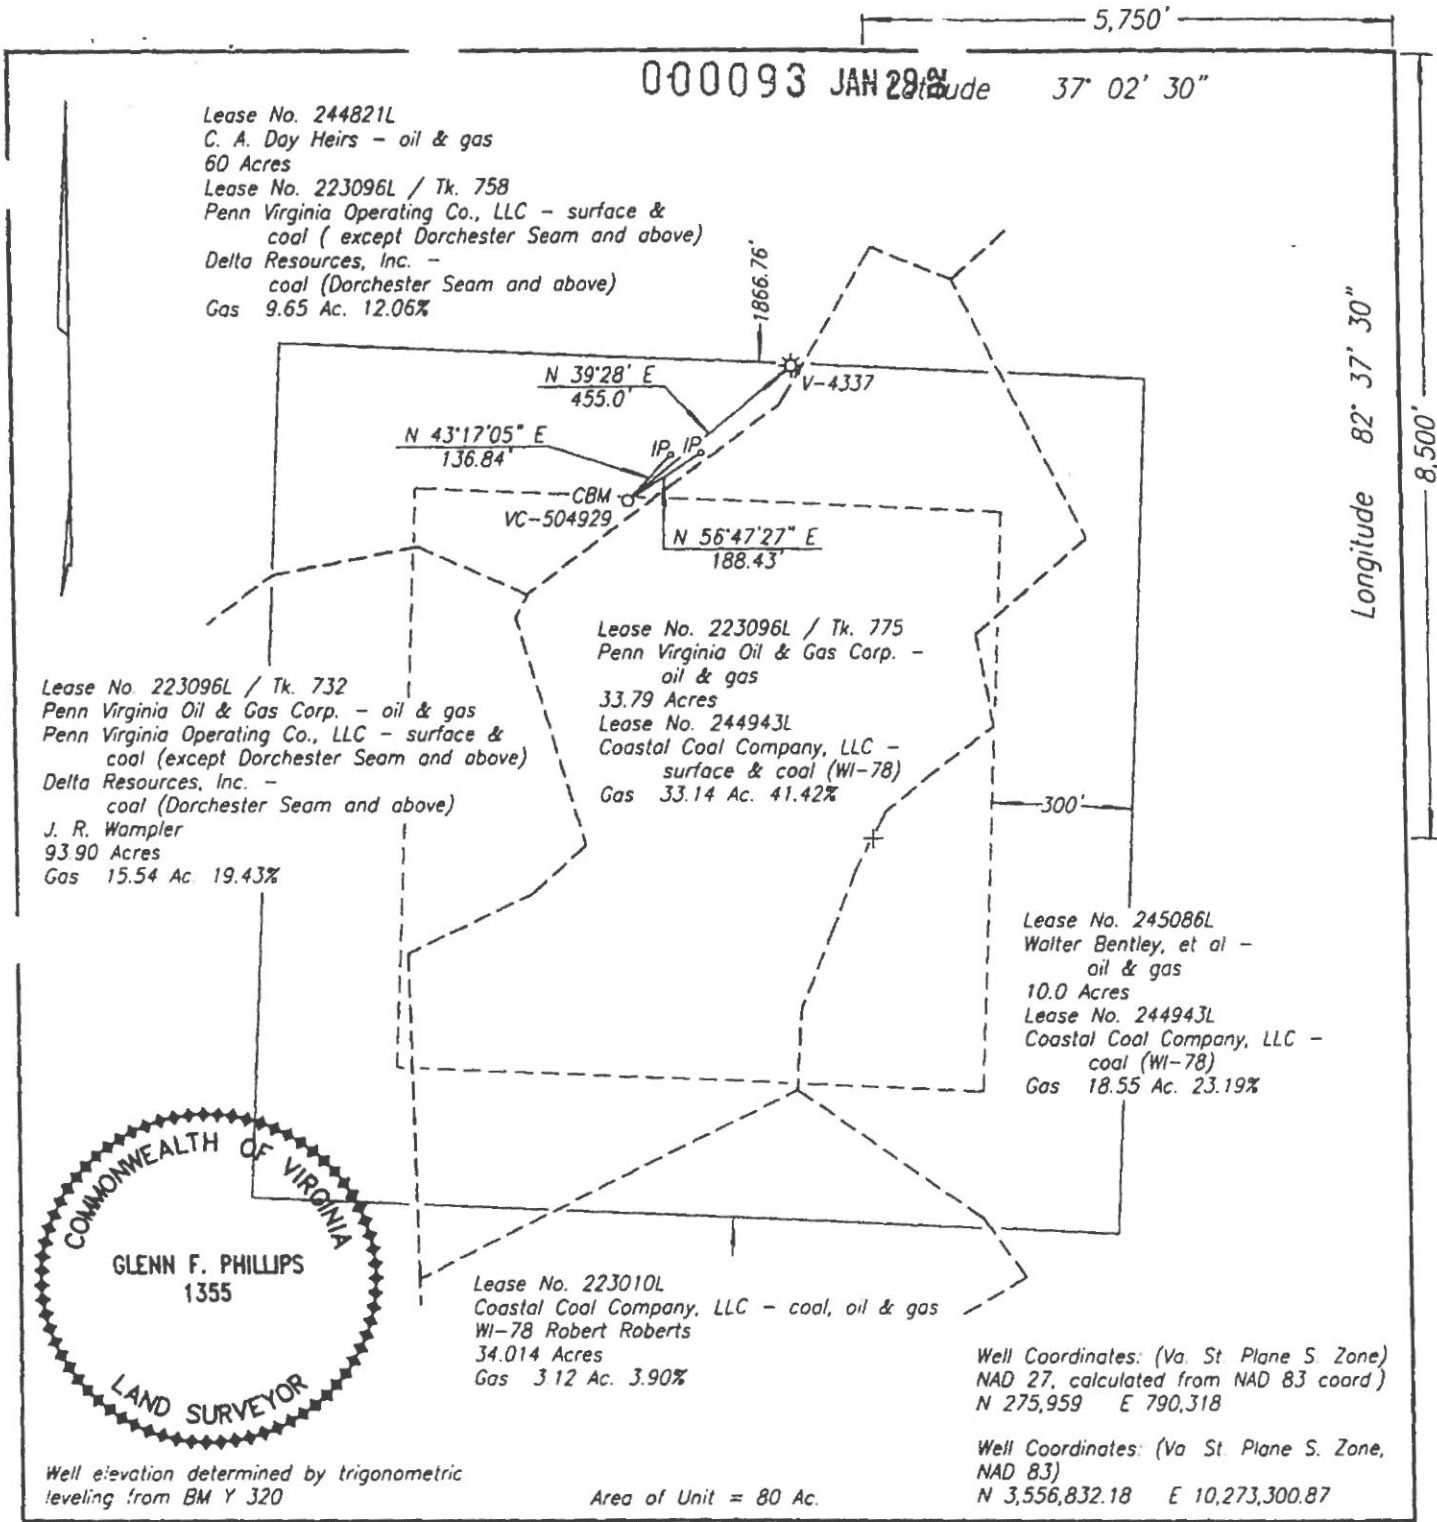 5,750'
000093 JAN 29
Latitude 37° 02' 30"
Lease No. 244821L
C. A. Day Heirs - oil & gas
60 Acres
Lease No. 223096L / Tk. 758
Penn Virginia Operating Co., LLC - surface &
coal ( except Dorchester Seam and above)
Delta Resources, Inc. -
coal (Dorchester Seam and above)
Gas 9.65 Ac. 12.06%
1866.76'
Longitude 82° 37' 30"
8,500'
N 39°28' E
455.0'
V-4337
N 43°17'05" E
136.84'
IP IP
CBM
VC-504929
N 56°47'27" E
188.43'
Lease No. 223096L / Tk. 775
Penn Virginia Oil & Gas Corp. -
oil & gas
33.79 Acres
Lease No. 244943L
Coastal Coal Company, LLC -
surface & coal (WI-78)
Gas 33.14 Ac. 41.42%
Lease No. 223096L / Tk. 732
Penn Virginia Oil & Gas Corp. - oil & gas
Penn Virginia Operating Co., LLC - surface &
coal (except Dorchester Seam and above)
Delta Resources, Inc. -
coal (Dorchester Seam and above)
J. R. Wampler
93.90 Acres
Gas 15.54 Ac. 19.43%
300'
Lease No. 245086L
Walter Bentley, et al -
oil & gas
10.0 Acres
Lease No. 244943L
Coastal Coal Company, LLC -
coal (WI-78)
Gas 18.55 Ac. 23.19%
COMMONWEALTH OF VIRGINIA
GLENN F. PHILLIPS
1355
LAND SURVEYOR
Lease No. 223010L
Coastal Coal Company, LLC - coal, oil & gas
WI-78 Robert Roberts
34.014 Acres
Gas 3.12 Ac. 3.90%
Well Coordinates: (Va. St. Plane S. Zone)
NAD 27, calculated from NAD 83 coord.)
N 275,959 E 790,318
Well Coordinates: (Va. St. Plane S. Zone,
NAD 83)
N 3,556,832.18 E 10,273,300.87
Well elevation determined by trigonometric
leveling from BM Y 320
Area of Unit = 80 Ac.